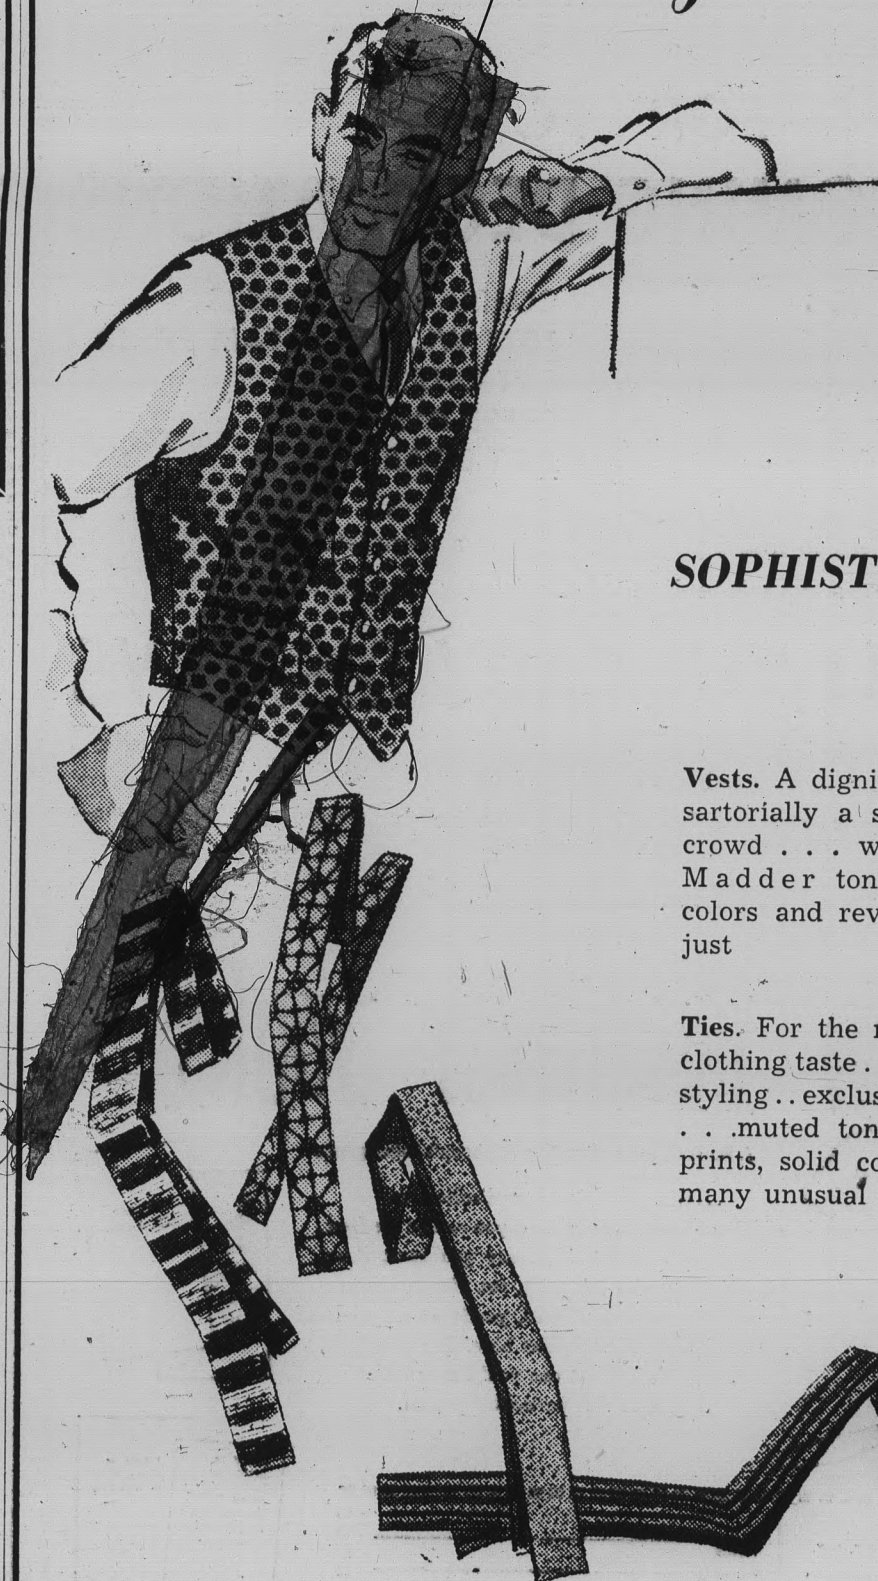 SOPHIST
Vests. A digni
sartorially a s
crowd . . . w
Madder ton
colors and rev
just
Ties. For the r
clothing taste .
styling . . exclus
. . .muted ton
prints, solid co
many unusual